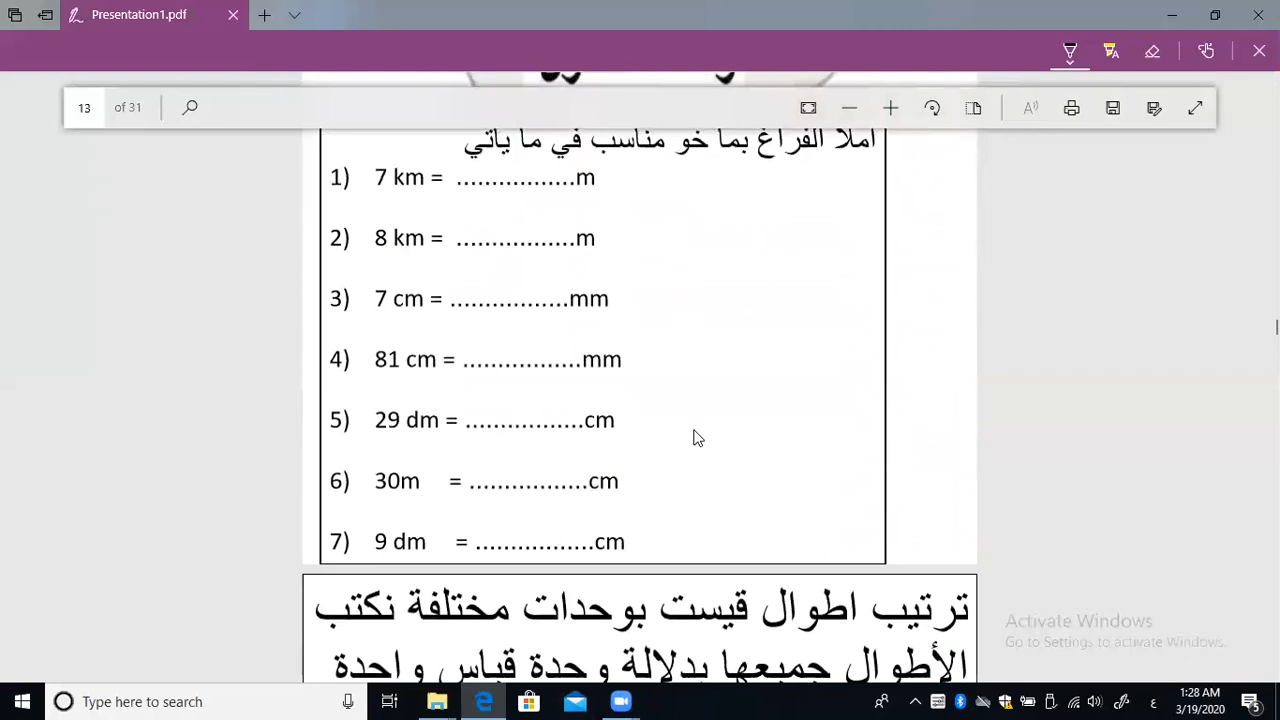 Presentation1.pdf
13 of 31
املأ الفراغ بما خو مناسب في ما يأتي
1) 7 km = .................m
2) 8 km = .................m
3) 7 cm = .................mm
4) 81 cm = .................mm
5) 29 dm = .................cm
6) 30m = .................cm
7) 9 dm = .................cm
ترتيب اطوال قيست بوحدات مختلفة نكتب
الأطوال جميعها بدلالة وحدة قياس واحدة
Activate Windows
Go to Settings to activate Windows.
Type here to search
ع
1:28 AM
3/19/2020
5